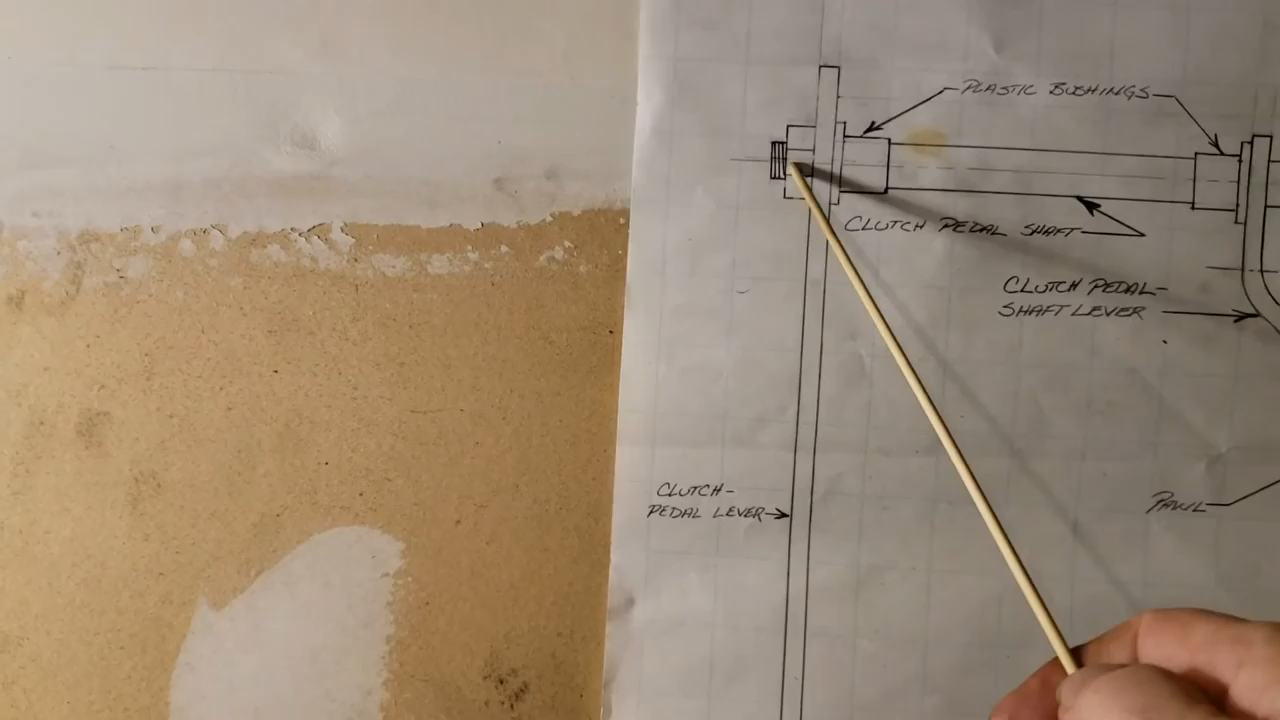 PLASTIC BUSHINGS
CLUTCH PEDAL SHAFT
CLUTCH PEDAL-
SHAFT LEVER
CLUTCH-
PEDAL LEVER
PAWL